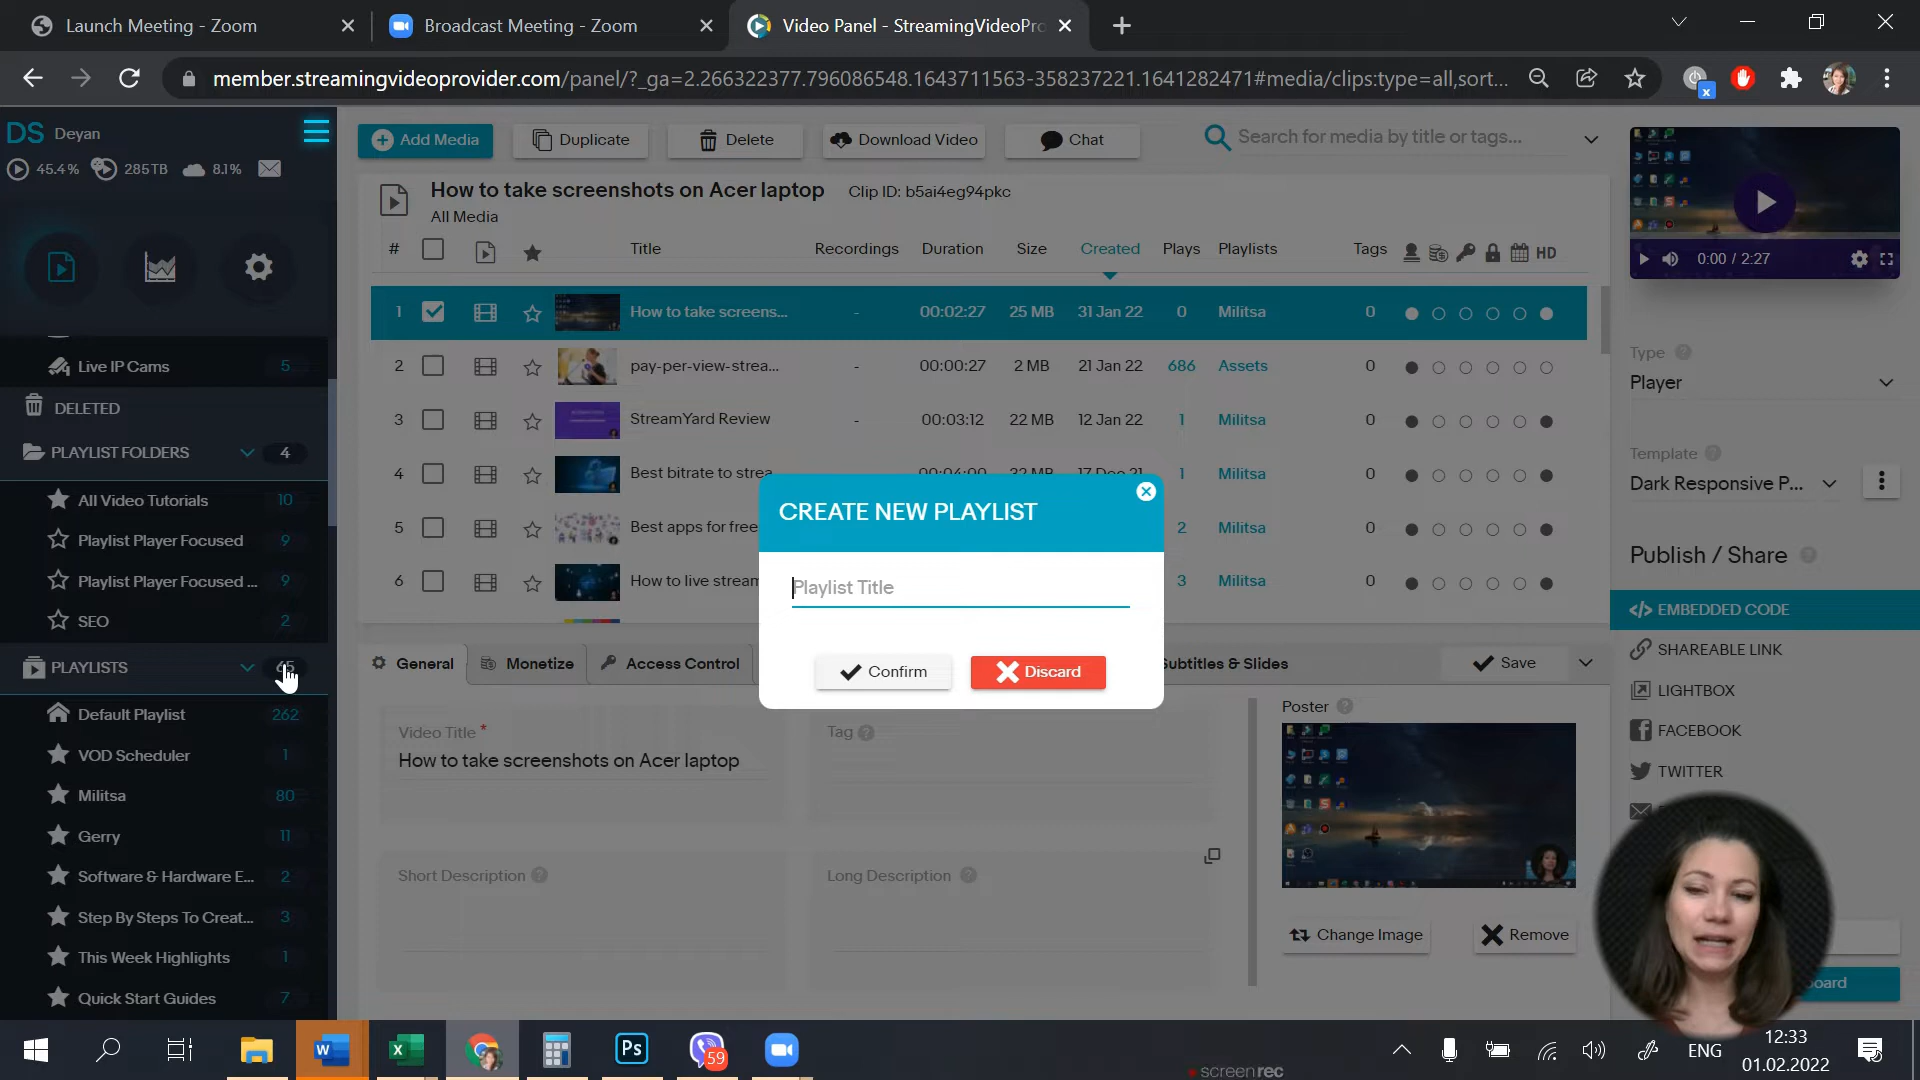 Launch Meeting - Zoom
Broadcast Meeting - Zoom
Video Panel - StreamingVideoPro
member.streamingvideoprovider.com/panel/?_ga=2.266322377.796086548.1643711563-358237221.1641282471#media/clips:type=all,sort...
DS Deyan
45.4% 285TB 8.1%
Live IP Cams 5
DELETED
PLAYLIST FOLDERS 4
All Video Tutorials 10
Playlist Player Focused 9
Playlist Player Focused ... 9
SEO 2
PLAYLISTS 65
Default Playlist 262
VOD Scheduler 1
Militsa 80
Gerry 11
Software & Hardware E... 2
Step By Steps To Creat... 3
This Week Highlights 1
Quick Start Guides 7
Add Media
Duplicate
Delete
Download Video
Chat
Search for media by title or tags...
How to take screenshots on Acer laptop Clip ID: b5ai4eg94pkc
All Media
# Title Recordings Duration Size Created Plays Playlists Tags HD
1 How to take screens... - 00:02:27 25 MB 31 Jan 22 0 Militsa 0
2 pay-per-view-strea... - 00:00:27 2 MB 21 Jan 22 686 Assets 0
3 StreamYard Review - 00:03:12 22 MB 12 Jan 22 1 Militsa 0
4 Best bitrate to strea... 00:04:00 32 MB 17 Dec 21 1 Militsa 0
5 Best apps for free 2 Militsa 0
6 How to live stream 3 Militsa 0
CREATE NEW PLAYLIST
Playlist Title
Confirm
Discard
General
Monetize
Access Control
Subtitles & Slides
Save
Video Title *
How to take screenshots on Acer laptop
Tag
Short Description
Long Description
Poster
Change Image
Remove
0:00 / 2:27
Type
Player
Template
Dark Responsive P...
Publish / Share
</> EMBEDDED CODE
SHAREABLE LINK
LIGHTBOX
FACEBOOK
TWITTER
oard
W
X
Ps
59
ENG
12:33
01.02.2022
screenrec